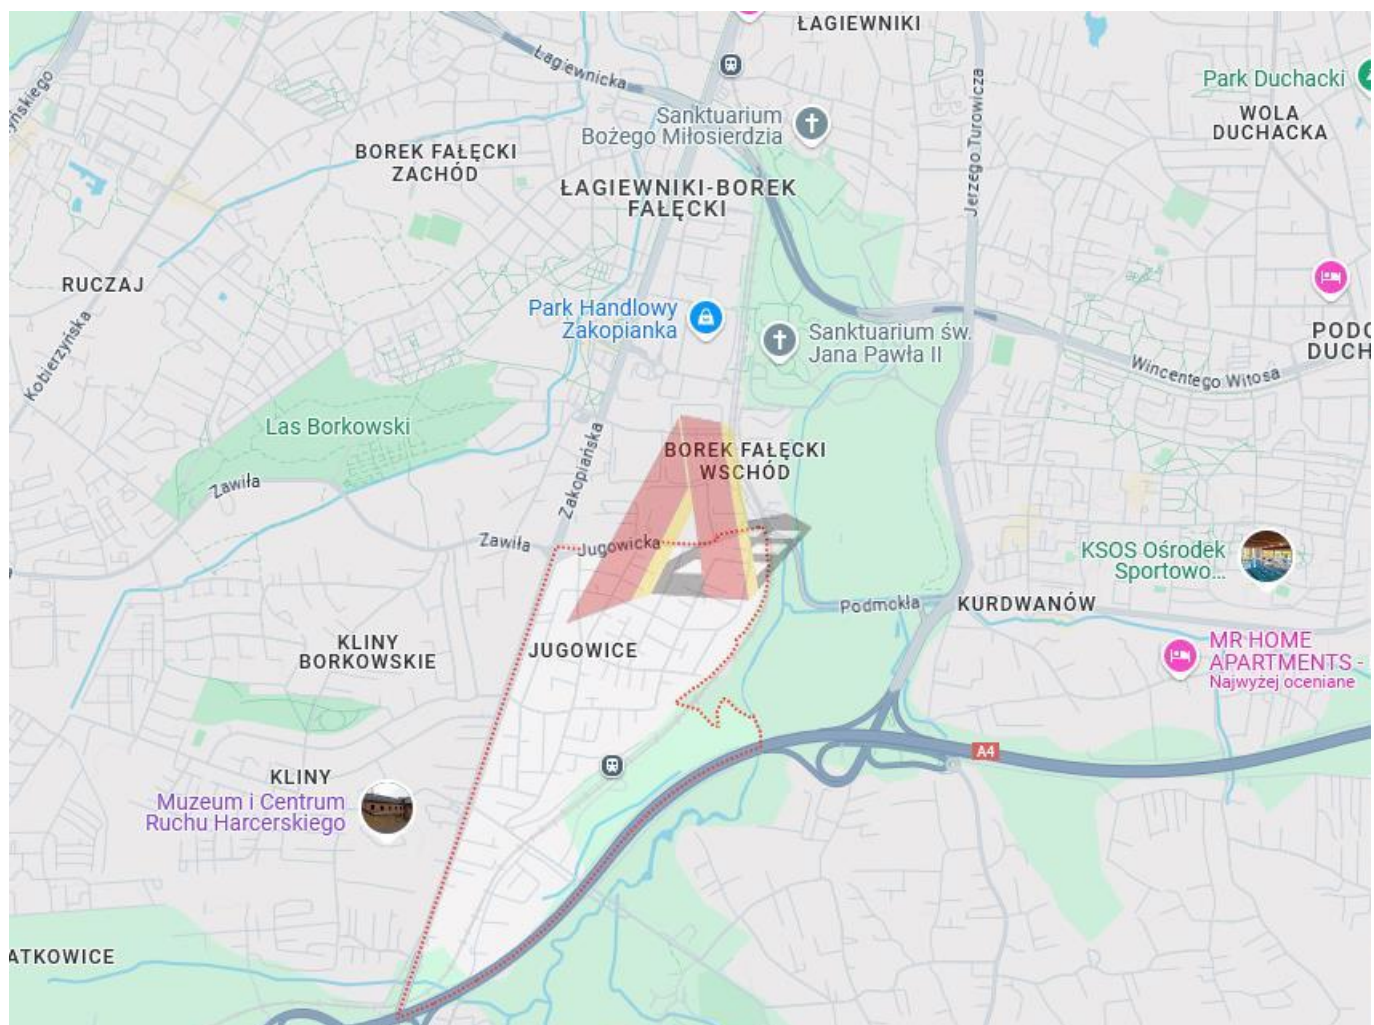 ŁAGIEWNIKI
Łagiewnicka
Park Duchacki
WOLA
DUCHACKA
Sanktuarium
Bożego Miłosierdzia
Jerzego Turowicza
BOREK FAŁĘCKI
ZACHÓD
ŁAGIEWNIKI-BOREK
FAŁĘCKI
RUCZAJ
Kobierzyńska
Park Handlowy
Zakopianka
Sanktuarium św.
Jana Pawła II
Wincentego Witosa
Las Borkowski
BOREK FAŁĘCKI
WSCHÓD
Zakopiańska
Zawiła
Zawiła
Jugowicka
KSOS Ośrodek
Sportowo...
Podmokła
KURDWANÓW
KLINY
BORKOWSKIE
JUGOWICE
MR HOME
APARTMENTS -
Najwyżej oceniane
A4
KLINY
Muzeum i Centrum
Ruchu Harcerskiego
ATKOWICE